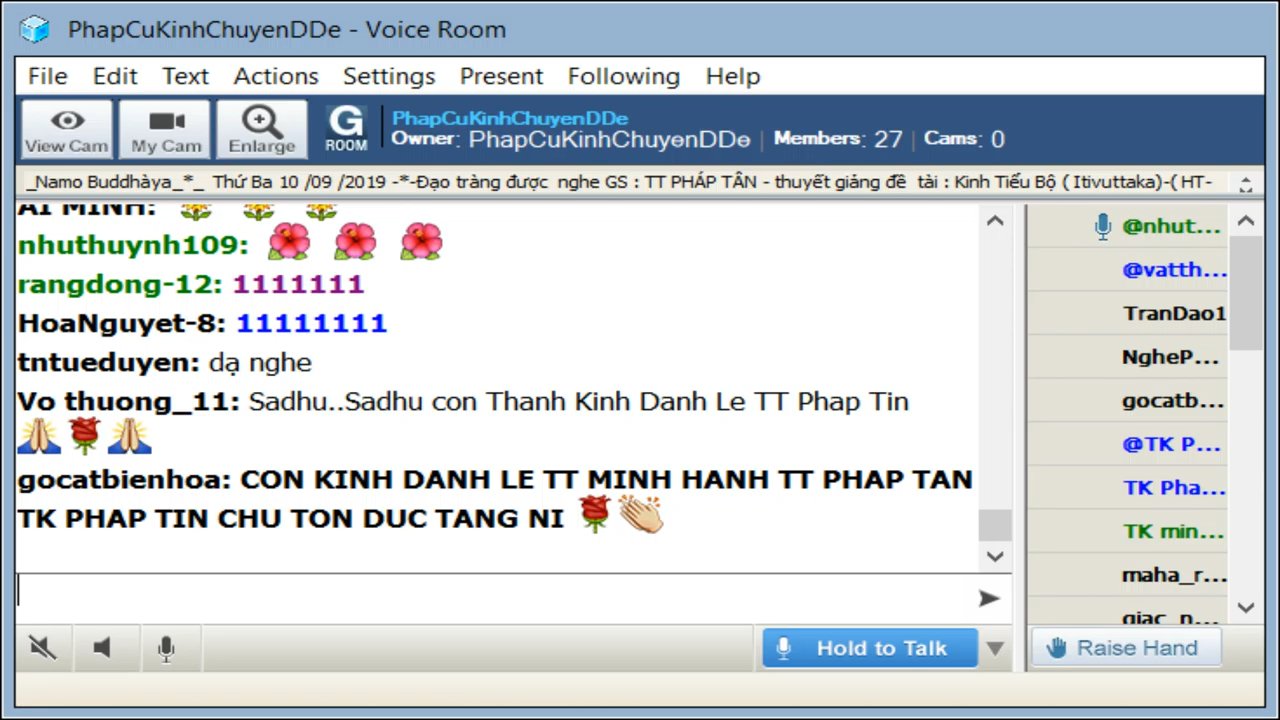 PhapCuKinhChuyenDDe - Voice Room
File Edit Text Actions Settings Present Following Help
View Cam My Cam Enlarge G ROOM
PhapCuKinhChuyenDDe
Owner: PhapCuKinhChuyenDDe | Members: 27 | Cams: 0
_Namo Buddhàya_*_ Thứ Ba 10 /09 /2019 -*-Đạo tràng được nghe GS : TT PHÁP TÂN - thuyết giảng đề tài : Kinh Tiểu Bộ ( Itivuttaka)-( HT-
AI MINH:
nhuthuynh109:
rangdong-12: 1111111
HoaNguyet-8: 11111111
tntueduyen: dạ nghe
Vo thuong_11: Sadhu..Sadhu con Thanh Kinh Danh Le TT Phap Tin
gocatbienhoa: CON KINH DANH LE TT MINH HANH TT PHAP TAN
TK PHAP TIN CHU TON DUC TANG NI
@nhut...
@vatth...
TranDao1
NgheP...
gocatb...
@TK P...
TK Pha...
TK min...
maha_r...
giac_n...
Hold to Talk
Raise Hand